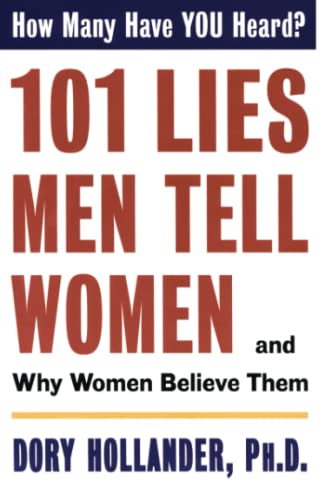 How Many Have YOU Heard?
101 LIES
MEN TELL
WOMEN and
Why Women Believe Them
DORY HOLLANDER, PH.D.